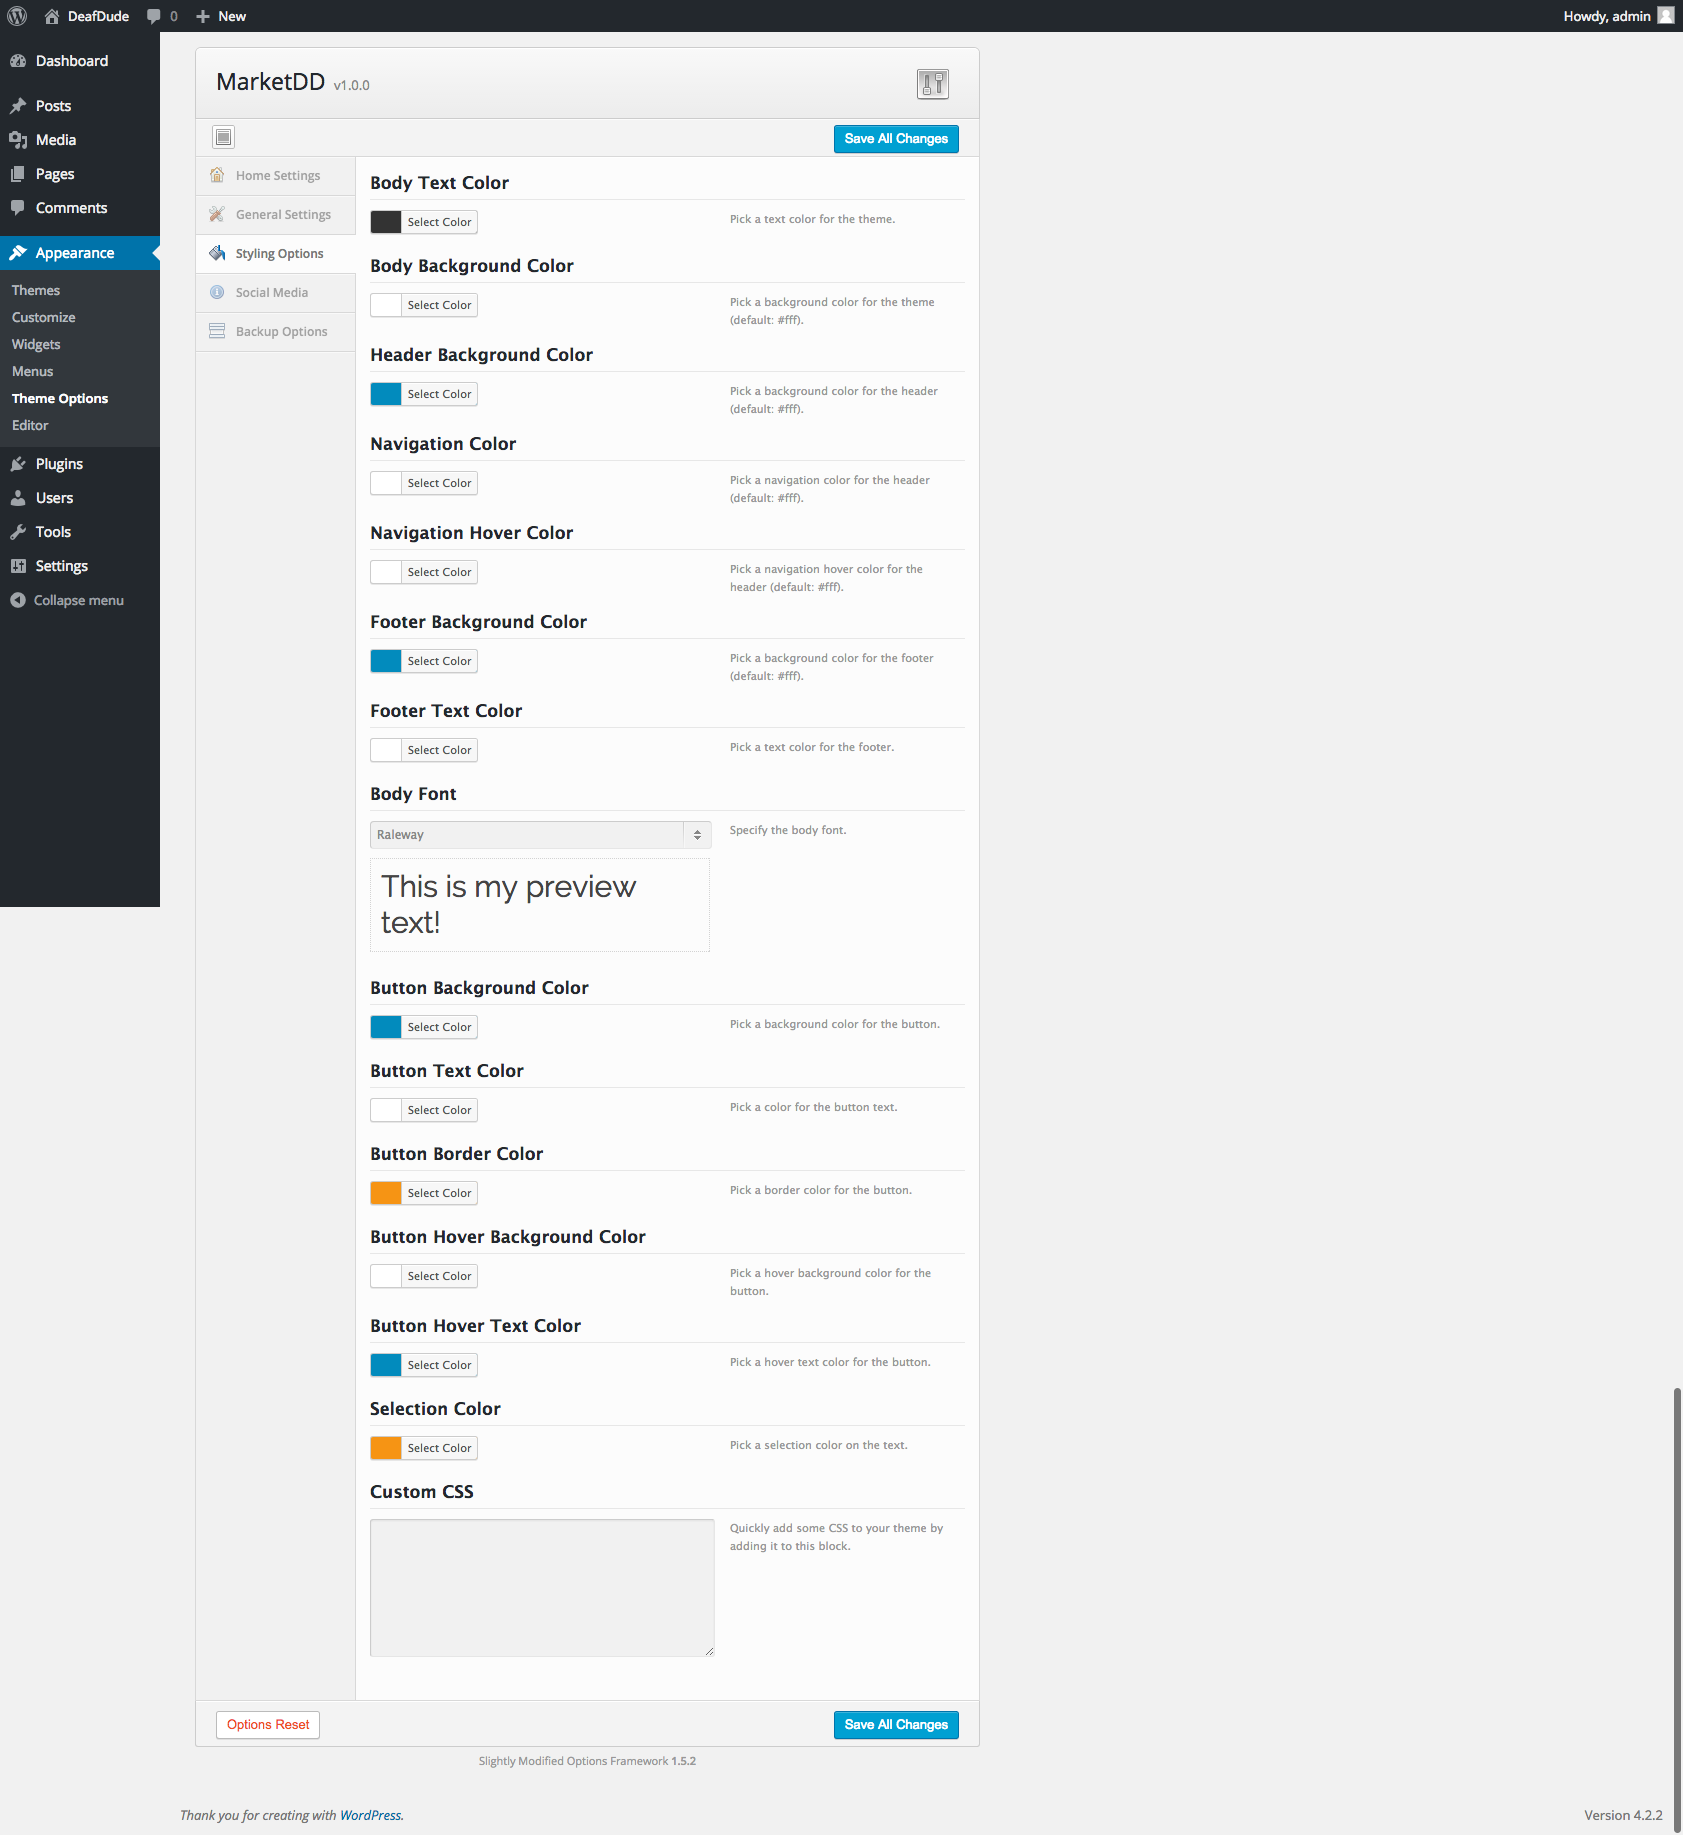 DeafDude
0
New
Howdy, admin
Dashboard
Posts
Media
Pages
Comments
Appearance
Themes
Customize
Widgets
Menus
Theme Options
Editor
Plugins
Users
Tools
Settings
Collapse menu
MarketDD v1.0.0
Save All Changes
Home Settings
General Settings
Styling Options
Social Media
Backup Options
Body Text Color
Select Color
Pick a text color for the theme.
Body Background Color
Select Color
Pick a background color for the theme
(default: #fff).
Header Background Color
Select Color
Pick a background color for the header
(default: #fff).
Navigation Color
Select Color
Pick a navigation color for the header
(default: #fff).
Navigation Hover Color
Select Color
Pick a navigation hover color for the
header (default: #fff).
Footer Background Color
Select Color
Pick a background color for the footer
(default: #fff).
Footer Text Color
Select Color
Pick a text color for the footer.
Body Font
Raleway
Specify the body font.
This is my preview
text!
Button Background Color
Select Color
Pick a background color for the button.
Button Text Color
Select Color
Pick a color for the button text.
Button Border Color
Select Color
Pick a border color for the button.
Button Hover Background Color
Select Color
Pick a hover background color for the
button.
Button Hover Text Color
Select Color
Pick a hover text color for the button.
Selection Color
Select Color
Pick a selection color on the text.
Custom CSS
Quickly add some CSS to your theme by
adding it to this block.
Options Reset
Save All Changes
Slightly Modified Options Framework 1.5.2
Thank you for creating with WordPress.
Version 4.2.2